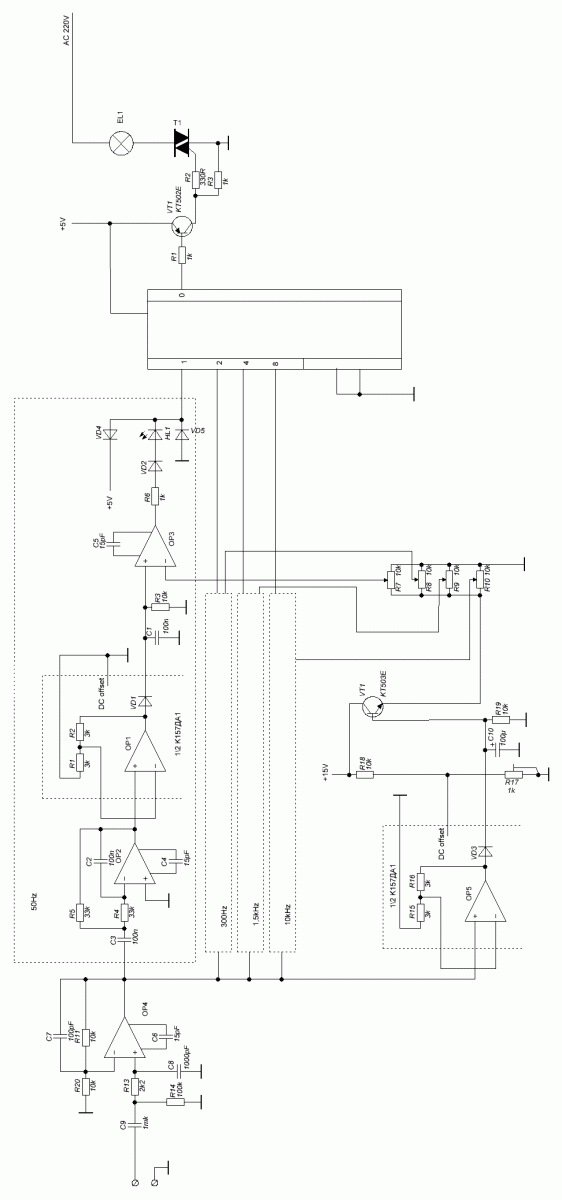 AC 220V
EL1
T1
R2
330R
R3
1k
VT1
KT502E
+5V
R1
1k
0
1
2
4
8
VD4
HL1
VD5
VD2
+5V
R6
1k
C5
15pF
OP3
+
−
R7
10k
R8
10k
R9
10k
R10
10k
R3
10k
C1
100n
DC offset
VD1
R2
3k
R1
3k
OP1
1\2 К157ДА1
+
−
50Hz
R5
33k
C2
100n
R4
33k
OP2
C4
15pF
−
+
C3
100n
300Hz
1,5kHz
10kHz
VT1
KT503E
+15V
R18
10k
R19
10k
C10
100µ
+
R17
1k
DC offset
VD3
1\2 К157ДА1
R16
3k
R15
3k
OP5
+
−
C7
100pF
R11
10k
OP4
C6
15pF
R20
10k
−
+
C8
1000pF
R13
2k2
R14
100k
C9
1mk